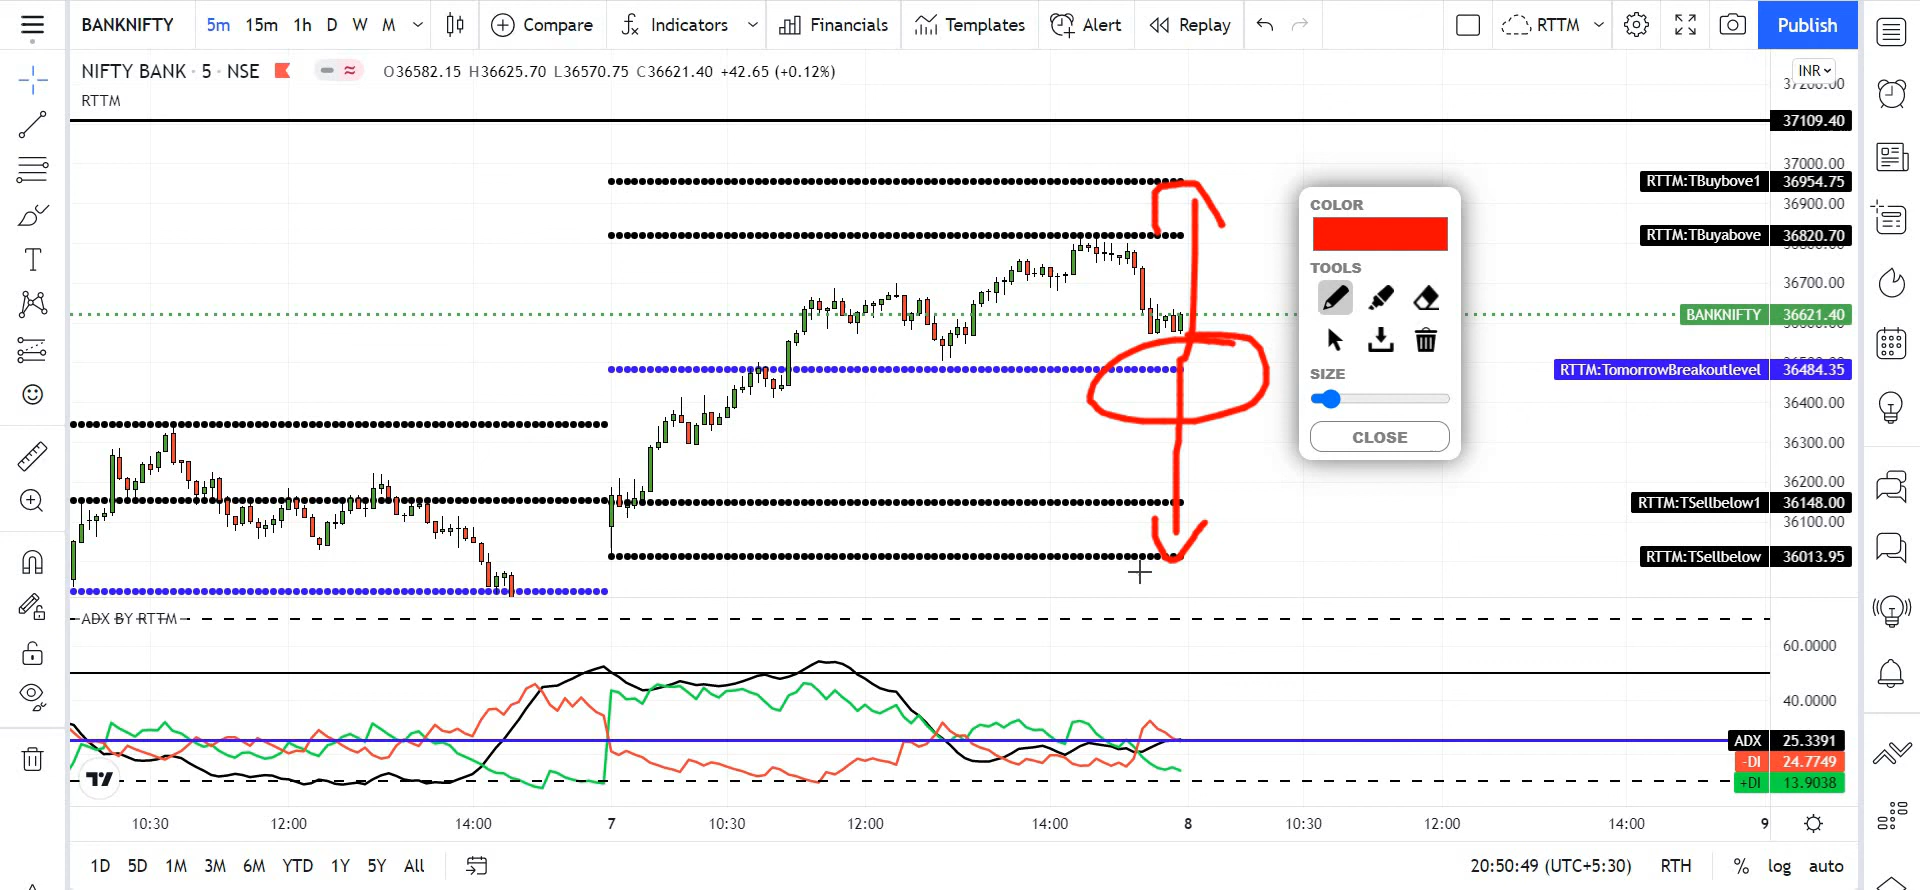 BANKNIFTY 5m 15m 1h D W M Compare Indicators Financials Templates Alert Replay RTTM Publish
NIFTY BANK · 5 · NSE O36582.15 H36625.70 L36570.75 C36621.40 +42.65 (+0.12%)
RTTM
INR
37200.00
37109.40
37000.00
RTTM:TBuybove1 36954.75
36900.00
RTTM:TBuyabove 36820.70
36700.00
BANKNIFTY 36621.40
RTTM:TomorrowBreakoutlevel 36484.35
36400.00
36300.00
36200.00
RTTM:TSellbelow1 36148.00
36100.00
RTTM:TSellbelow 36013.95
COLOR
TOOLS
SIZE
CLOSE
ADX BY RTTM
60.0000
40.0000
ADX 25.3391
-DI 24.7749
+DI 13.9038
10:30 12:00 14:00 7 10:30 12:00 14:00 8 10:30 12:00 14:00 9
1D 5D 1M 3M 6M YTD 1Y 5Y All 20:50:49 (UTC+5:30) RTH % log auto